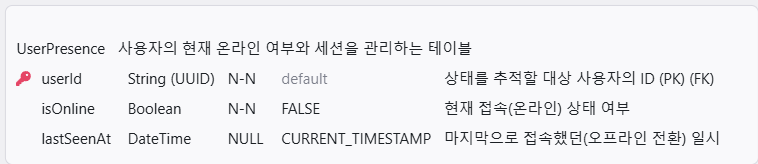 UserPresence 사용자의 현재 온라인 여부와 세션을 관리하는 테이블
userId String (UUID) N-N default 상태를 추적할 대상 사용자의 ID (PK) (FK)
isOnline Boolean N-N FALSE 현재 접속(온라인) 상태 여부
lastSeenAt DateTime NULL CURRENT_TIMESTAMP 마지막으로 접속했던(오프라인 전환) 일시